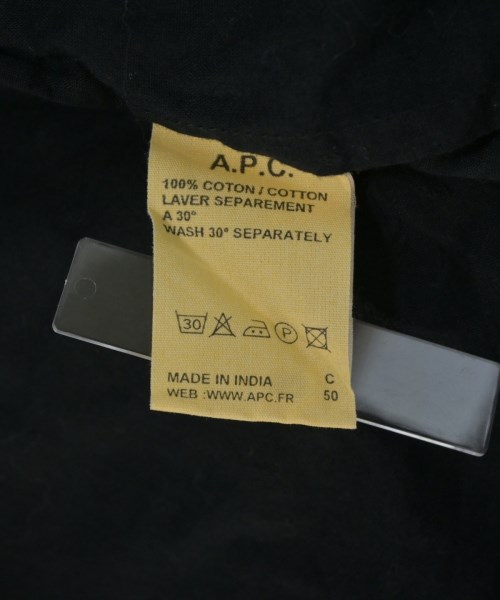 A.P.C.
100% COTON / COTTON
LAVER SEPAREMENT
A 30°
WASH 30° SEPARATELY
30 P
MADE IN INDIA C
WEB :WWW.APC.FR 50